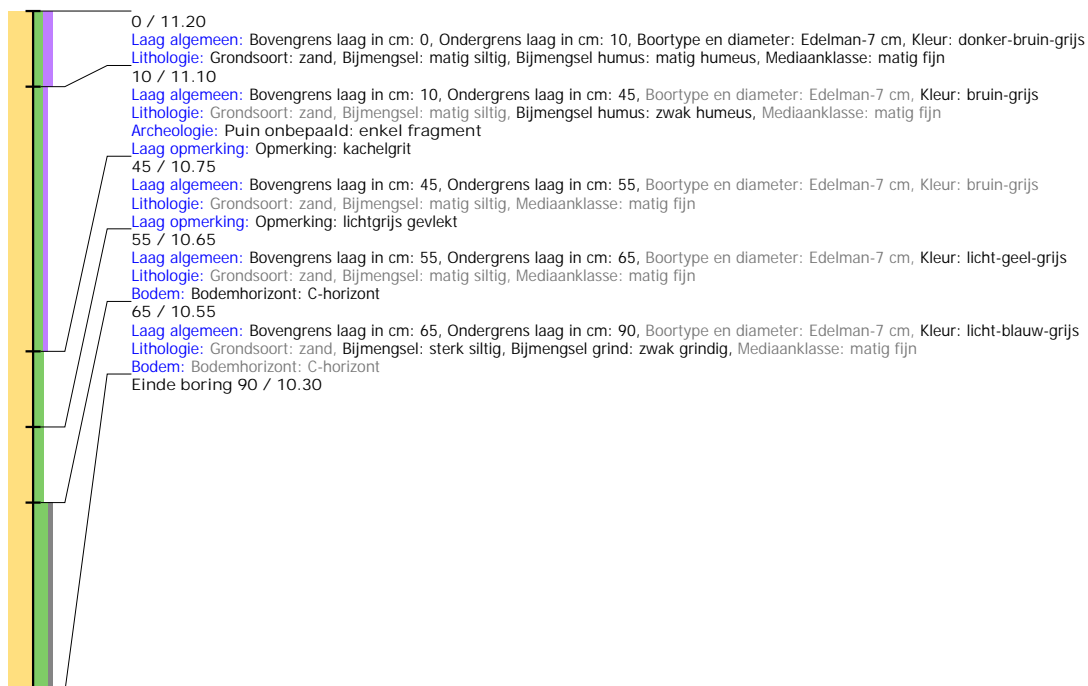 0 / 11.20
Laag algemeen: Bovengrens laag in cm: 0, Ondergrens laag in cm: 10, Boortype en diameter: Edelman-7 cm, Kleur: donker-bruin-grijs
Lithologie: Grondsoort: zand, Bijmengsel: matig siltig, Bijmengsel humus: matig humeus, Mediaanklasse: matig fijn
10 / 11.10
Laag algemeen: Bovengrens laag in cm: 10, Ondergrens laag in cm: 45, Boortype en diameter: Edelman-7 cm, Kleur: bruin-grijs
Lithologie: Grondsoort: zand, Bijmengsel: matig siltig, Bijmengsel humus: zwak humeus, Mediaanklasse: matig fijn
Archeologie: Puin onbepaald: enkel fragment
Laag opmerking: Opmerking: kachelgrit
45 / 10.75
Laag algemeen: Bovengrens laag in cm: 45, Ondergrens laag in cm: 55, Boortype en diameter: Edelman-7 cm, Kleur: bruin-grijs
Lithologie: Grondsoort: zand, Bijmengsel: matig siltig, Mediaanklasse: matig fijn
Laag opmerking: Opmerking: lichtgrijs gevlekt
55 / 10.65
Laag algemeen: Bovengrens laag in cm: 55, Ondergrens laag in cm: 65, Boortype en diameter: Edelman-7 cm, Kleur: licht-geel-grijs
Lithologie: Grondsoort: zand, Bijmengsel: matig siltig, Mediaanklasse: matig fijn
Bodem: Bodemhorizont: C-horizont
65 / 10.55
Laag algemeen: Bovengrens laag in cm: 65, Ondergrens laag in cm: 90, Boortype en diameter: Edelman-7 cm, Kleur: licht-blauw-grijs
Lithologie: Grondsoort: zand, Bijmengsel: sterk siltig, Bijmengsel grind: zwak grindig, Mediaanklasse: matig fijn
Bodem: Bodemhorizont: C-horizont
Einde boring 90 / 10.30